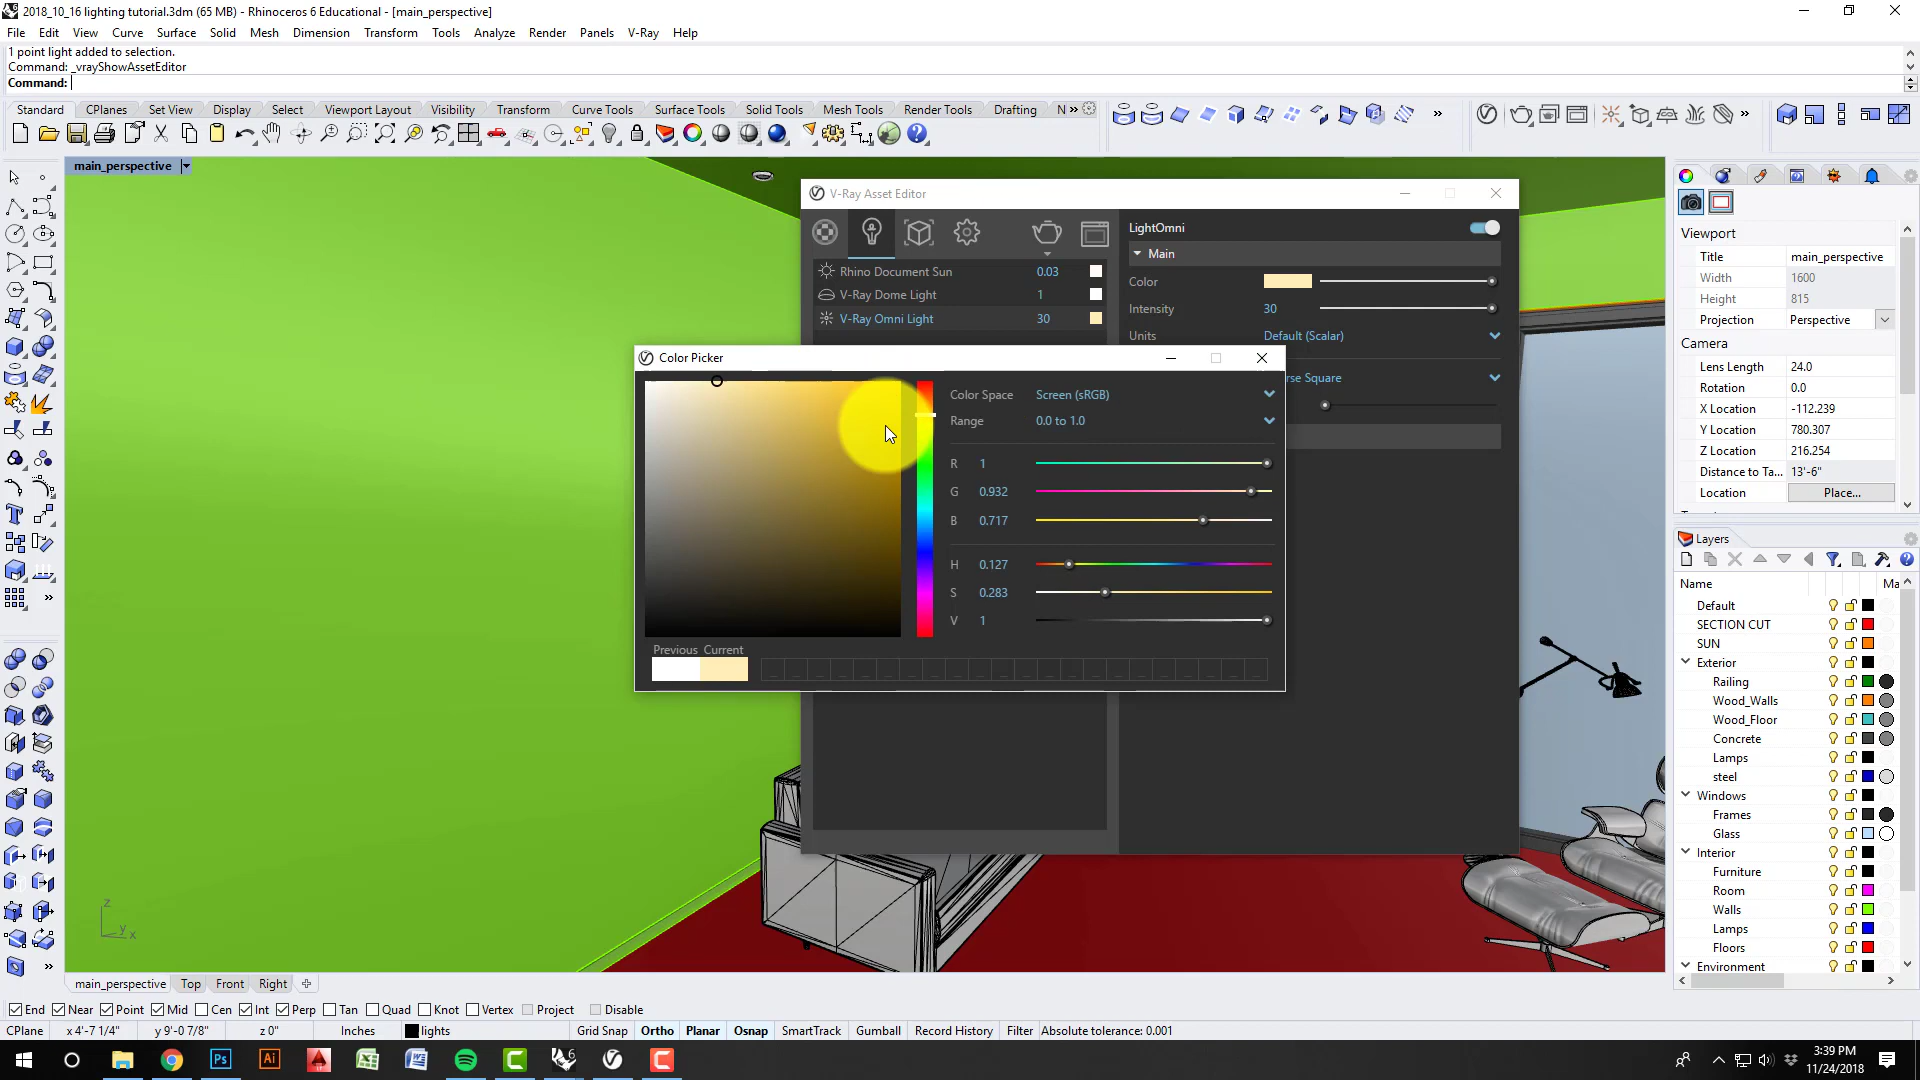 2018_10_16 lighting tutorial.3dm (65 MB) - Rhinoceros 6 Educational - [main_perspective]
File Edit View Curve Surface Solid Mesh Dimension Transform Tools Analyze Render Panels V-Ray Help
1 point light added to selection.
Command: _vrayShowAssetEditor
Command:
Standard CPlanes Set View Display Select Viewport Layout Visibility Transform Curve Tools Surface Tools Solid Tools Mesh Tools Render Tools Drafting N »
main_perspective
V-Ray Asset Editor
Rhino Document Sun 0.03
V-Ray Dome Light 1
V-Ray Omni Light 30
LightOmni
Main
Color
Intensity 30
Units Default (Scalar)
rse Square
Color Picker
Color Space Screen (sRGB)
Range 0.0 to 1.0
R 1
G 0.932
B 0.717
H 0.127
S 0.283
V 1
Previous Current
Viewport
Title main_perspective
Width 1600
Height 815
Projection Perspective
Camera
Lens Length 24.0
Rotation 0.0
X Location -112.239
Y Location 780.307
Z Location 216.254
Distance to Ta... 13'-6"
Location Place...
Layers
Name Ma
Default
SECTION CUT
SUN
Exterior
Railing
Wood_Walls
Wood_Floor
Concrete
Lamps
steel
Windows
Frames
Glass
Interior
Furniture
Room
Walls
Lamps
Floors
Environment
z
y
x
main_perspective Top Front Right
End Near Point Mid Cen Int Perp Tan Quad Knot Vertex Project Disable
CPlane x 4'-7 1/4" y 9'-0 7/8" z 0" Inches lights Grid Snap Ortho Planar Osnap SmartTrack Gumball Record History Filter Absolute tolerance: 0.001
Ps Ai 6
3:39 PM
11/24/2018